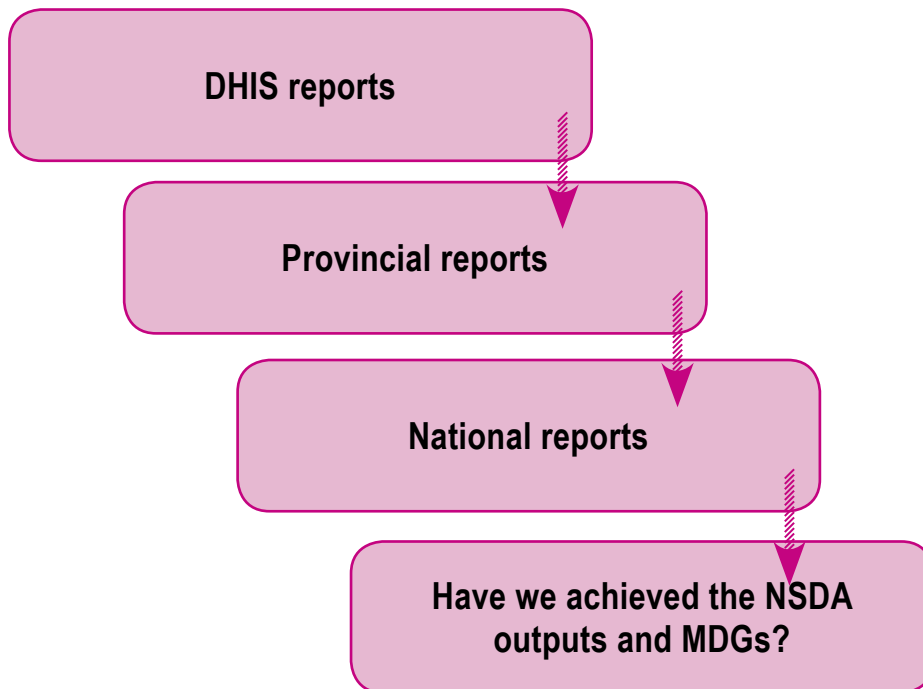 DHIS reports
Provincial reports
National reports
Have we achieved the NSDA
outputs and MDGs?